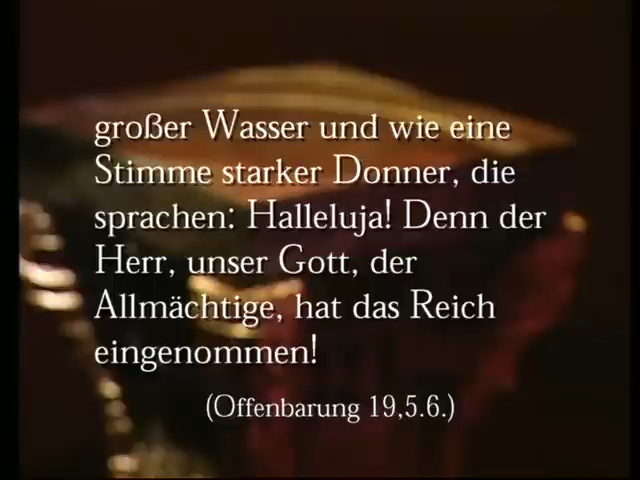 großer Wasser und wie eine
Stimme starker Donner, die
sprachen: Halleluja! Denn der
Herr, unser Gott, der
Allmächtige, hat das Reich
eingenommen!
(Offenbarung 19,5.6.)